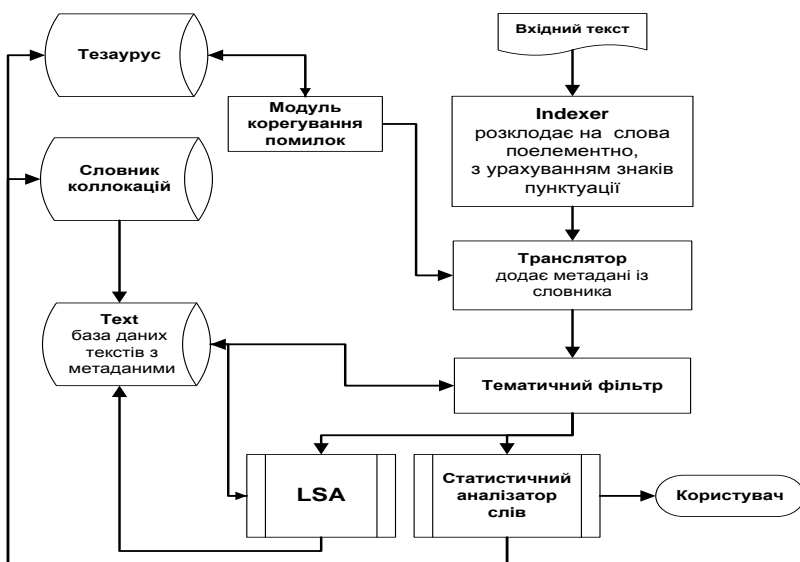 Вхідний текст
Тезаурус
Модуль
корегування
помилок
Indexer
розклодає на слова
поелементно,
з урахуванням знаків
пунктуації
Словник
коллокацій
Транслятор
додає метадані із
словника
Text
база даних
текстів з
метаданими
Тематичний фільтр
LSA
Статистичний
аналізатор
слів
Користувач